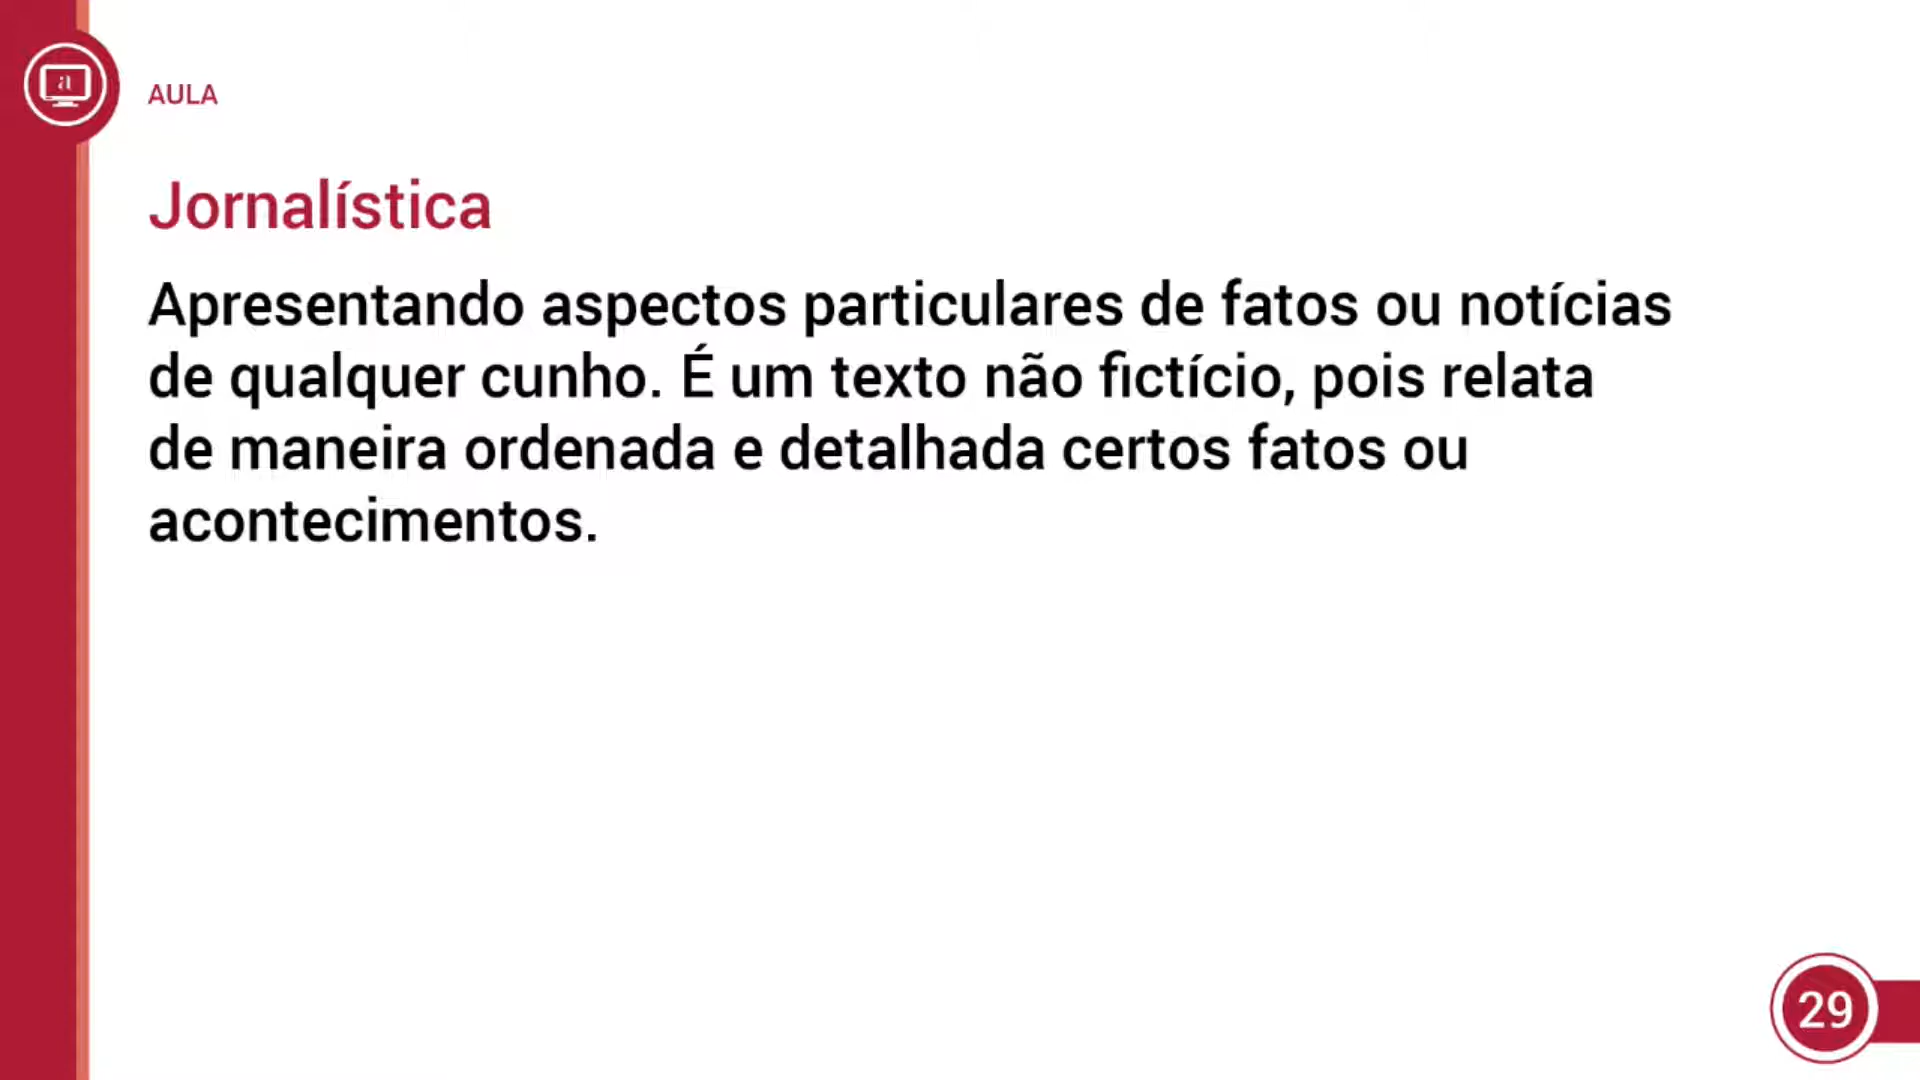 a
AULA
Jornalística
Apresentando aspectos particulares de fatos ou notícias
de qualquer cunho. É um texto não fictício, pois relata
de maneira ordenada e detalhada certos fatos ou
acontecimentos.
29